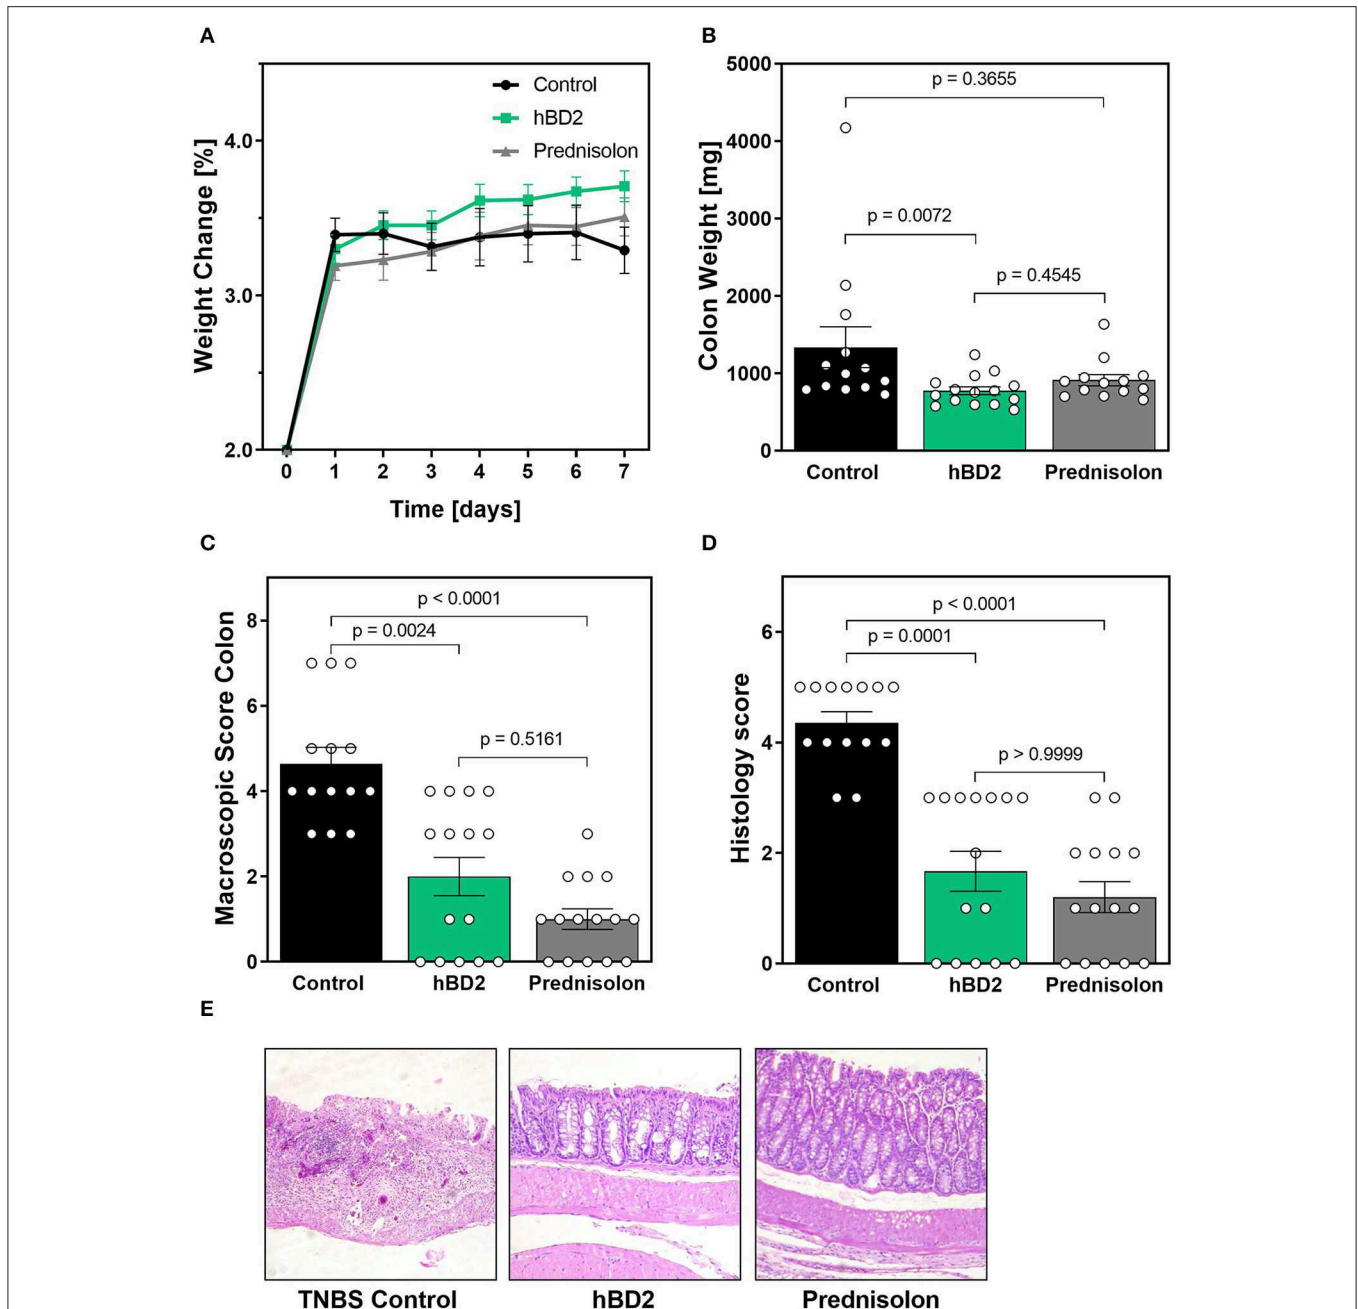 A
Weight Change [%]
4.0
3.0
2.0
Control
hBD2
Prednisolon
0 1 2 3 4 5 6 7
Time [days]
B
Colon Weight [mg]
5000
4000
3000
2000
1000
0
p = 0.3655
p = 0.0072
p = 0.4545
Control hBD2 Prednisolon
C
Macroscopic Score Colon
8
6
4
2
0
p < 0.0001
p = 0.0024
p = 0.5161
Control hBD2 Prednisolon
D
Histology score
6
4
2
0
p < 0.0001
p = 0.0001
p > 0.9999
Control hBD2 Prednisolon
E
TNBS Control hBD2 Prednisolon